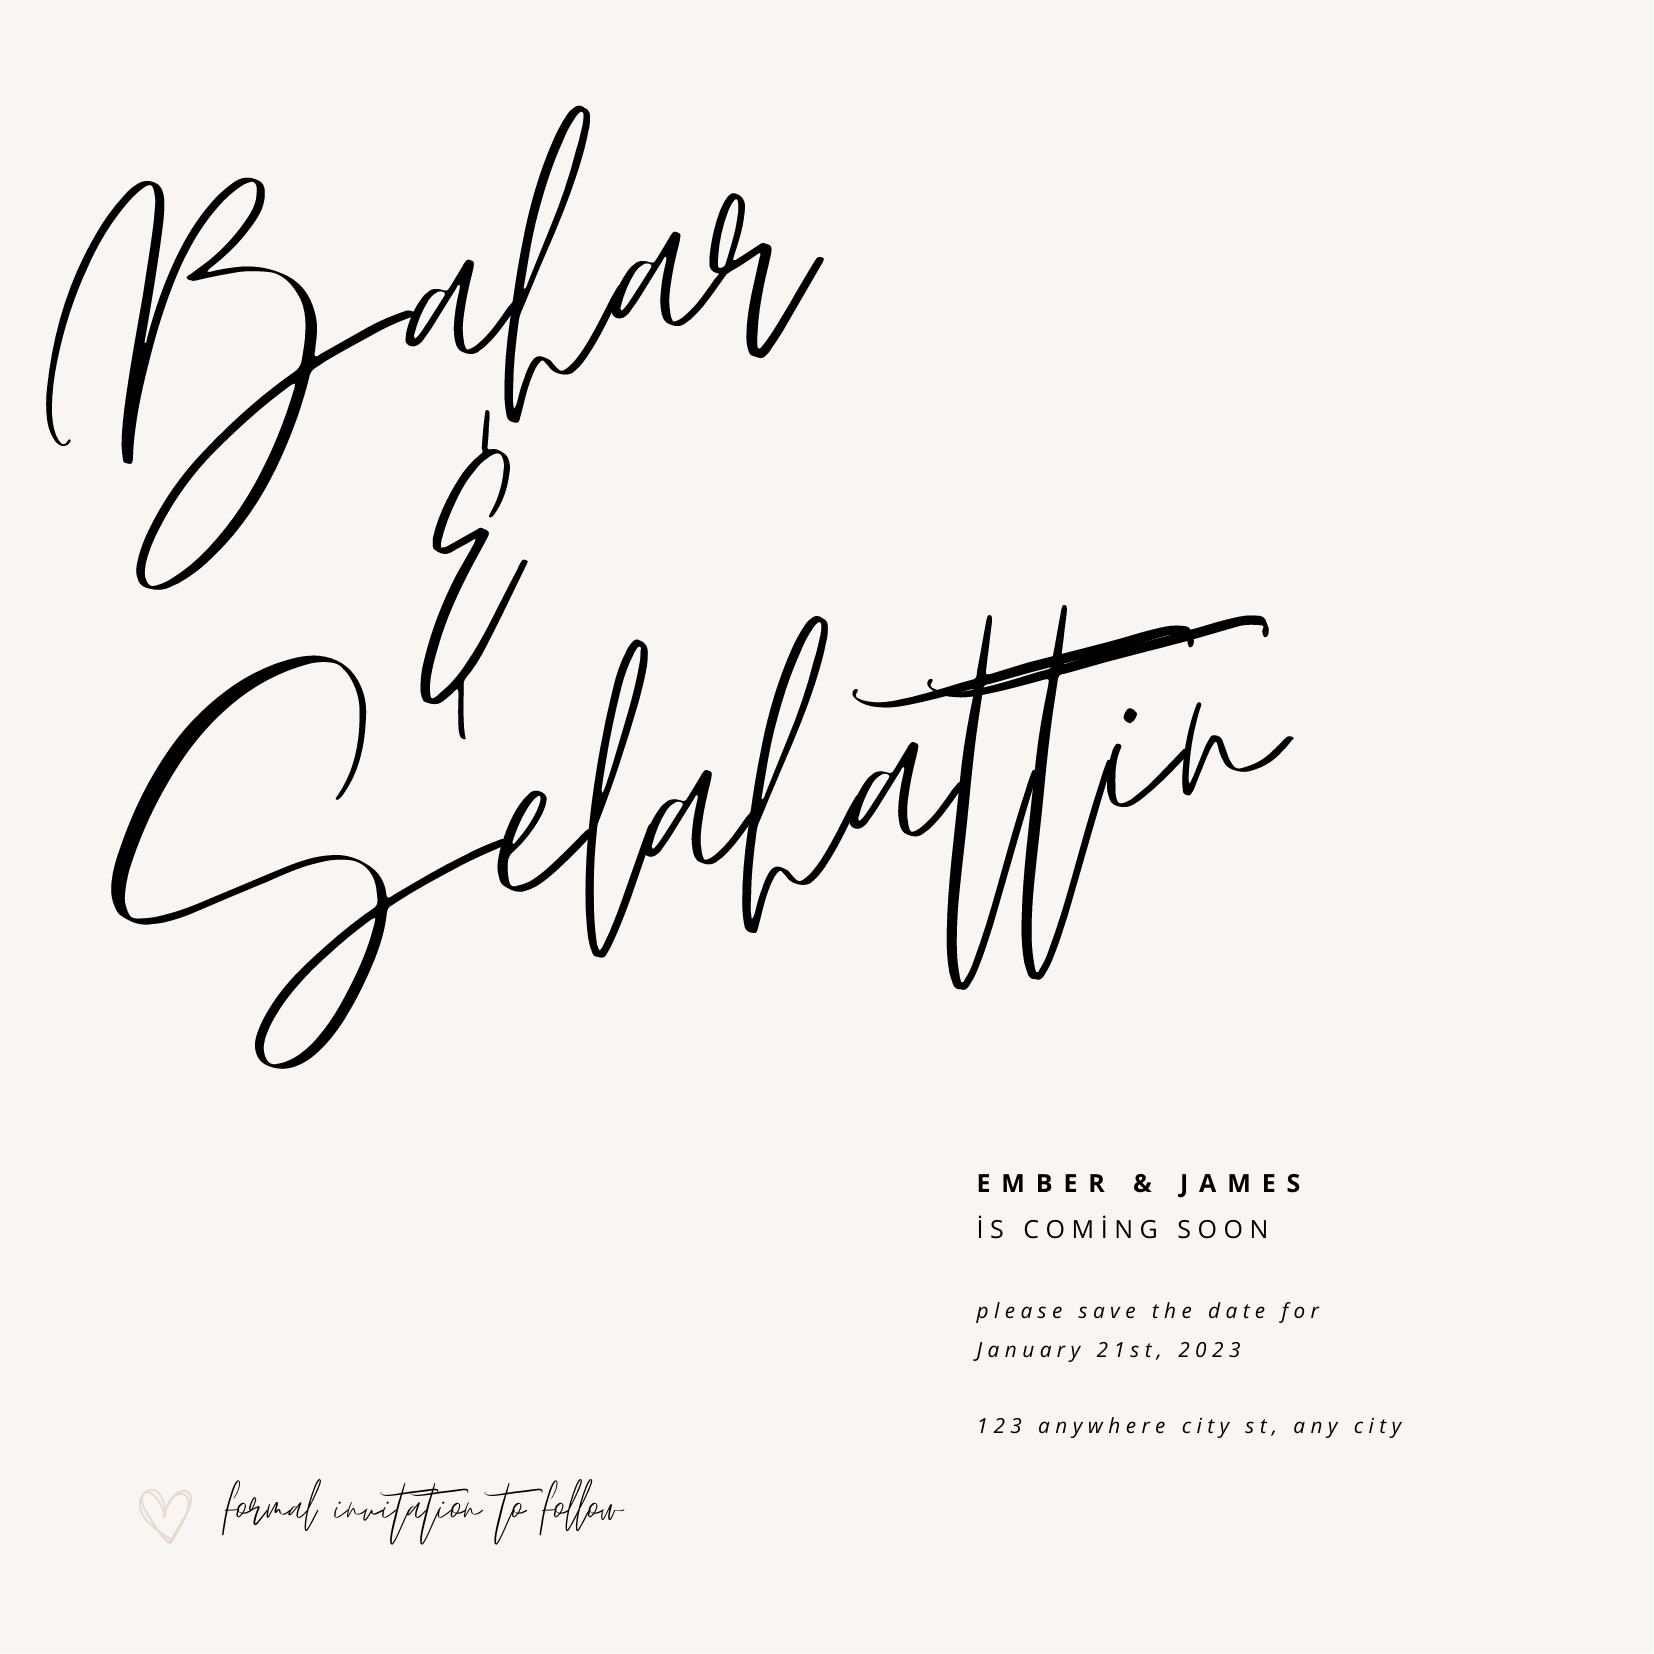 Bahar
&
Selahattin
EMBER & JAMES
İS COMİNG SOON
please save the date for
January 21st, 2023
123 anywhere city st, any city
formal invitation to follow